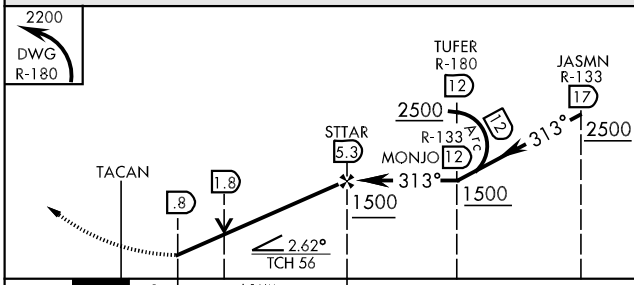 2200
DWG
R-180
TUFER
R-180
12
2500
Arc
12
JASMN
R-133
17
313°
2500
R-133
MONJO 12
1500
STTAR
5.3
313°
1500
TACAN
.8
1.8
2.62°
TCH 56